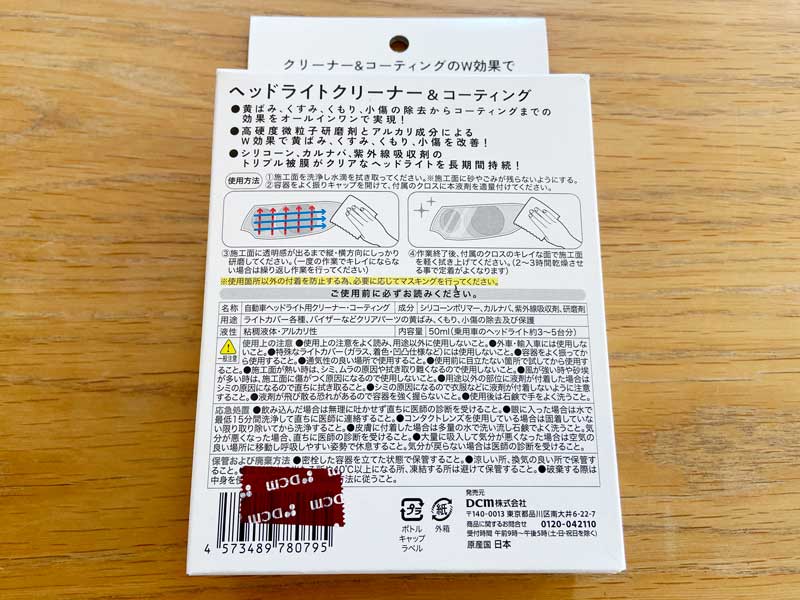 クリーナー&コーティングのW効果で
ヘッドライトクリーナー&コーティング
●黄ばみ、くすみ、くもり、小傷の除去からコーティングまでの
効果をオールインワンで実現!
●高硬度微粒子研磨剤とアルカリ成分による
W効果で黄ばみ、くすみ、くもり、小傷を改善!
●シリコーン、カルナバ、紫外線吸収剤の
トリプル被膜がクリアなヘッドライトを長期間持続!
使用方法 ①施工面を洗浄し水滴を拭き取ってください。※施工面に砂やごみが残らないようにする。
②容器をよく振りキャップを開けて、付属のクロスに本液剤を適量付けてください。
③施工面に透明感が出るまで縦・横方向にしっかり
研磨してください。(一度の作業でキレイにならな
い場合は繰り返し作業を行ってください)
④作業終了後、付属のクロスのキレイな面で施工面
を軽く拭き上げてください。(2~3時間乾燥させ
る事で定着がよくなります)
※使用箇所以外の付着を防止する為、必要に応じてマスキングを行ってください。
ご使用前に必ずお読みください。
名称 自動車ヘッドライト用クリーナー・コーティング 成分 シリコーンポリマー、カルナバ、紫外線吸収剤、研磨剤
用途 ライトカバー各種、バイザーなどクリアパーツの黄ばみ、くもり、小傷の除去及び保護
液性 粘稠液体・アルカリ性 内容量 50ml(乗用車のヘッドライト約3~5台分)
一般注意
使用上の注意 ●使用上の注意をよく読み、用途以外に使用しないこと。●外車・輸入車には使用しな
いこと。●特殊なライトカバー(ガラス、着色・凹凸仕様など)には使用しないこと。●容器をよく振ってか
ら使用すること。●通気性の良い場所で使用すること。●使用前に目立たない箇所で試してから使用
すること。●施工面が熱い時は、シミ、ムラの原因や拭き取り難くなるので使用しないこと。●風が強い時や砂埃
が多い時は、施工面に傷がつく原因になるので使用しないこと。●用途以外の部位に液剤が付着した場合は
シミの原因になるので直ちに拭き取ること。●シミの原因になるので衣服などに液剤が付着しないように注意
すること。●液剤が飛び散る恐れがあるので容器を強く握らないこと。●使用後は石鹸で手をよく洗うこと。
応急処置 ●飲み込んだ場合は無理に吐かせず直ちに医師の診断を受けること。●眼に入った場合は水で
最低15分間洗浄して直ちに医師に連絡すること。●コンタクトレンズを使用している場合は固着していな
い限り取り除いてから洗浄すること。●皮膚に付着した場合は多量の水で洗い流し石鹸でよく洗うこと。気
分が悪くなった場合、直ちに医師の診断を受けること。●大量に吸入して気分が悪くなった場合は空気の
良い場所に移動し呼吸しやすい姿勢で休息すること。気分が戻らない場合は医師の診断を受けること。
保管および廃棄方法 ●密栓した容器を立てた状態で保管すること。●涼しい所、換気の良い所で保管す
ること。 40℃以上になる所、凍結する所は避けて保管すること。●破棄する際は
中身を使 方法に従うこと。
DCM
4 573489 780795
プラ
ボトル
キャップ
ラベル
紙
外箱
発売元
DCM株式会社
〒140-0013 東京都品川区南大井6-22-7
商品に関するお問合せ 0120-042110
受付時間 午前9時~午後5時(土・日・祝日を除く)
原産国 日本